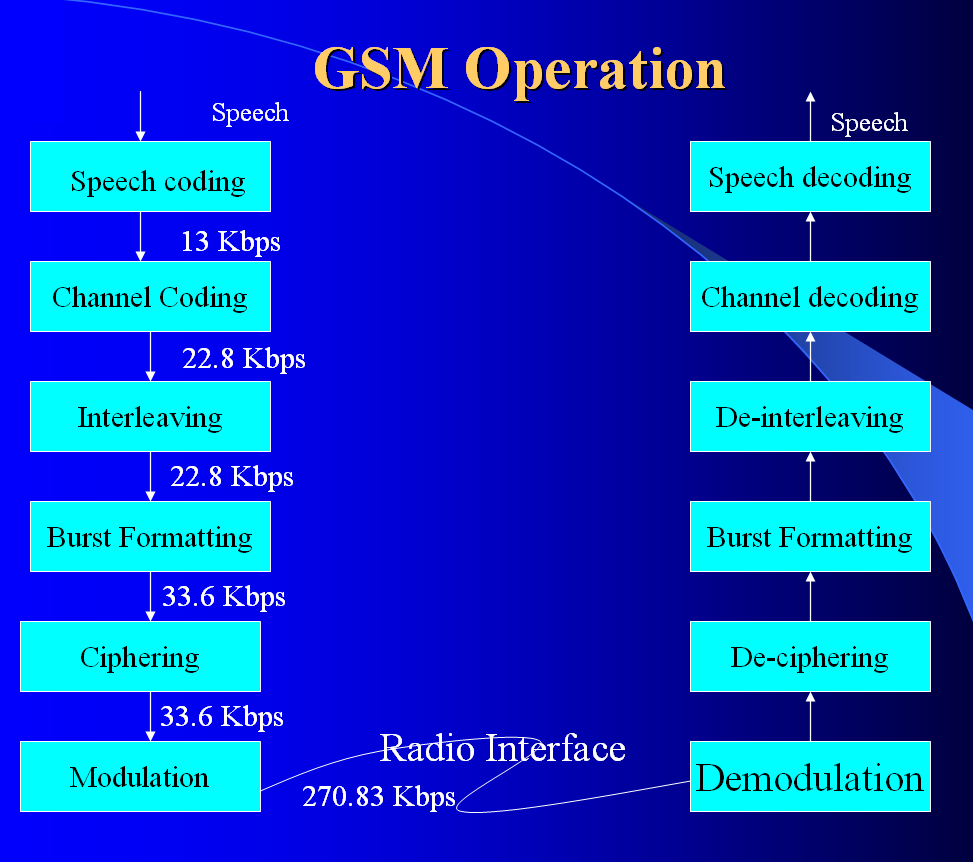 GSM Operation
Speech
Speech coding
13 Kbps
Channel Coding
22.8 Kbps
Interleaving
22.8 Kbps
Burst Formatting
33.6 Kbps
Ciphering
33.6 Kbps
Modulation
Radio Interface
270.83 Kbps
Speech
Speech decoding
Channel decoding
De-interleaving
Burst Formatting
De-ciphering
Demodulation